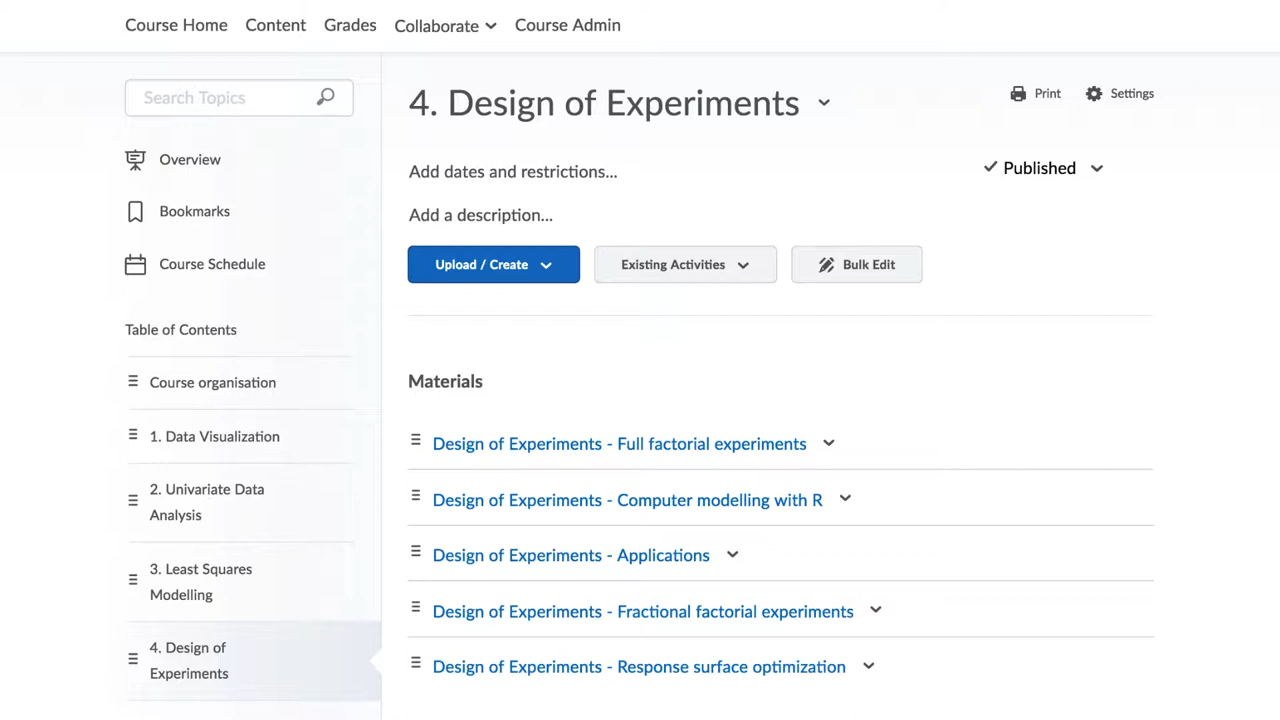 Course Home Content Grades Collaborate Course Admin
Search Topics
Overview
Bookmarks
Course Schedule
Table of Contents
Course organisation
1. Data Visualization
2. Univariate Data
Analysis
3. Least Squares
Modelling
4. Design of
Experiments
4. Design of Experiments
Print Settings
Add dates and restrictions...
Published
Add a description...
Upload / Create Existing Activities Bulk Edit
Materials
Design of Experiments - Full factorial experiments
Design of Experiments - Computer modelling with R
Design of Experiments - Applications
Design of Experiments - Fractional factorial experiments
Design of Experiments - Response surface optimization